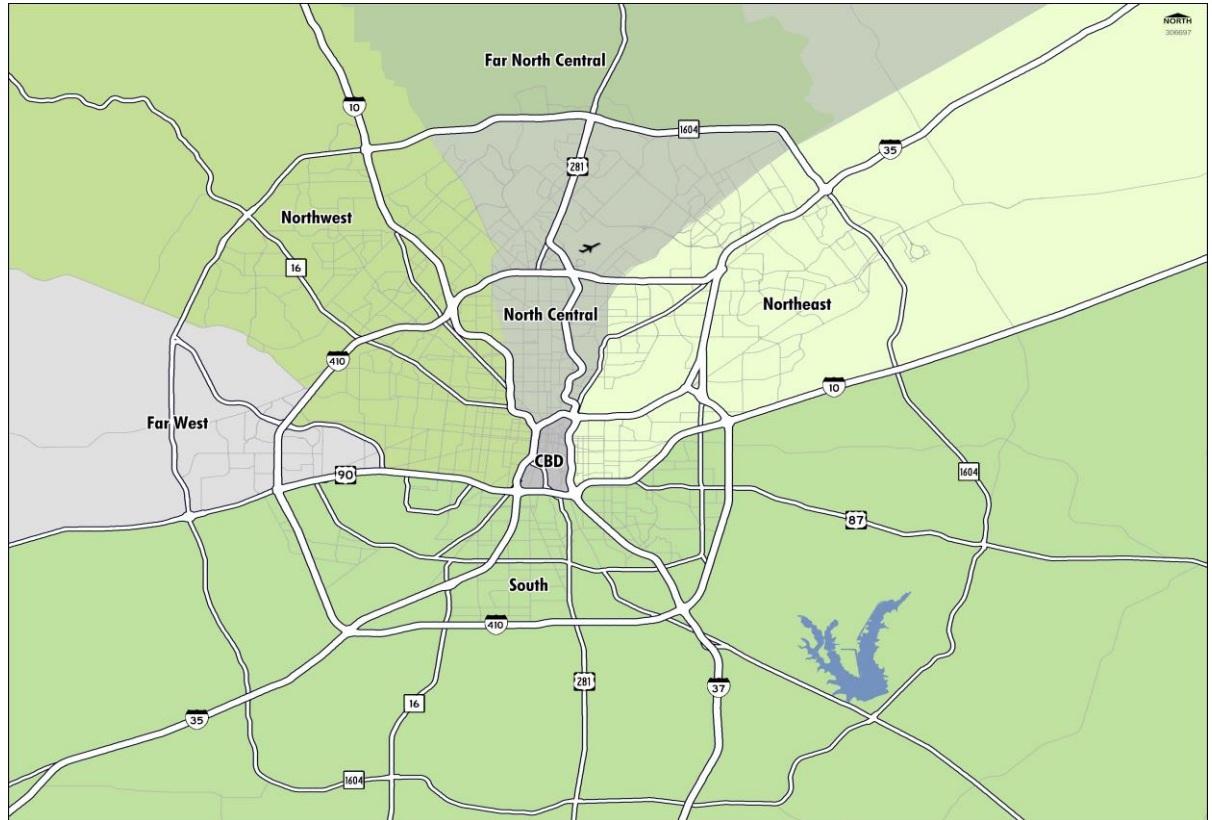 NORTH
306697
Far North Central
10
1604
35
281
Northwest
16
North Central
Northeast
410
10
Far West
CBD
90
1604
87
South
410
281
37
16
35
1604